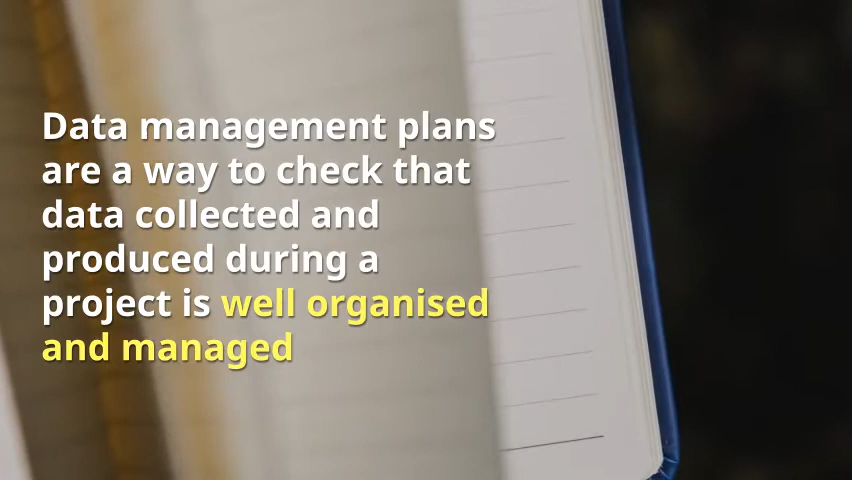 Data management plans
are a way to check that
data collected and
produced during a
project is well organised
and managed